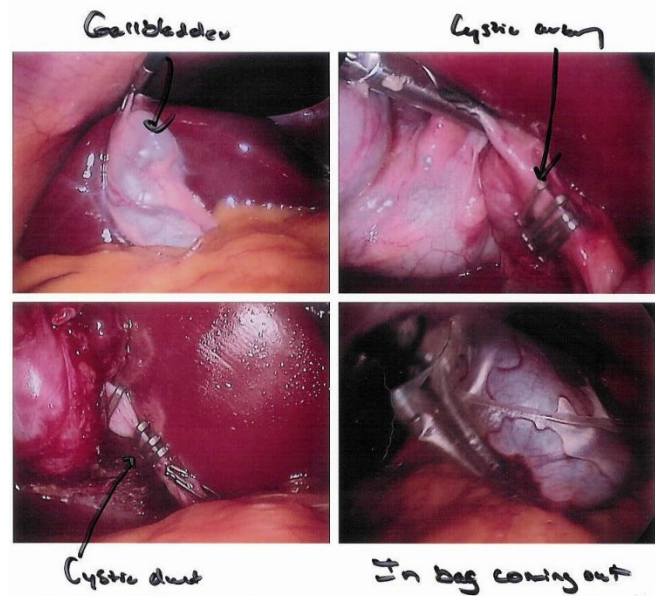 Gallbladder
Cystic artery
Cystic duct
In bag coming out